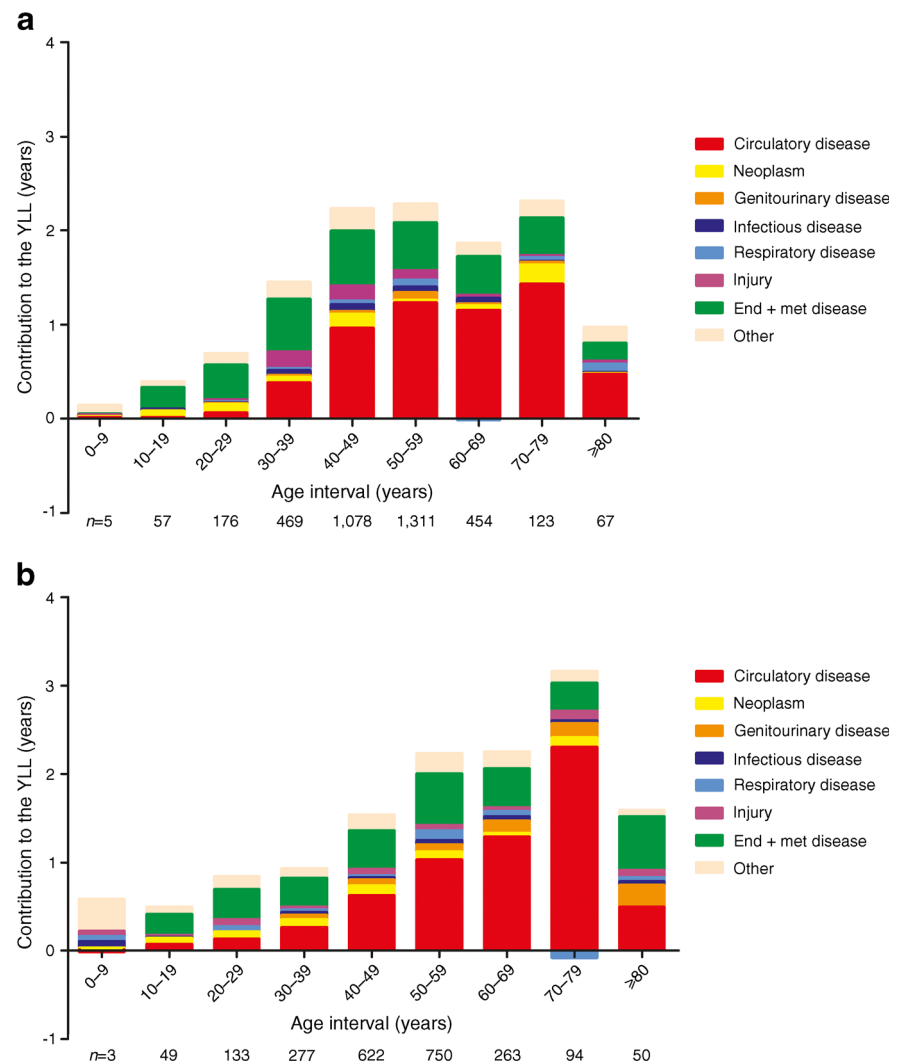 a
Contribution to the YLL (years)
4
3
2
1
0
-1
0–9
10–19
20–29
30–39
40–49
50–59
60–69
70–79
⩾80
Age interval (years)
n=5 57 176 469 1,078 1,311 454 123 67
Circulatory disease
Neoplasm
Genitourinary disease
Infectious disease
Respiratory disease
Injury
End + met disease
Other
b
Contribution to the YLL (years)
4
3
2
1
0
-1
0–9
10–19
20–29
30–39
40–49
50–59
60–69
70–79
⩾80
Age interval (years)
n=3 49 133 277 622 750 263 94 50
Circulatory disease
Neoplasm
Genitourinary disease
Infectious disease
Respiratory disease
Injury
End + met disease
Other